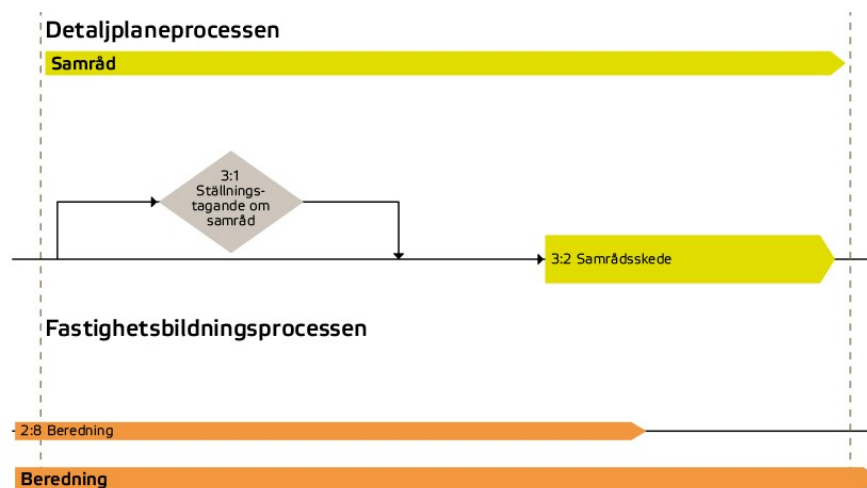 Detaljplaneprocessen
Samråd
3:1
Ställnings-
tagande om
samråd
3:2 Samrådsskede
Fastighetsbildningsprocessen
2:8 Beredning
Beredning